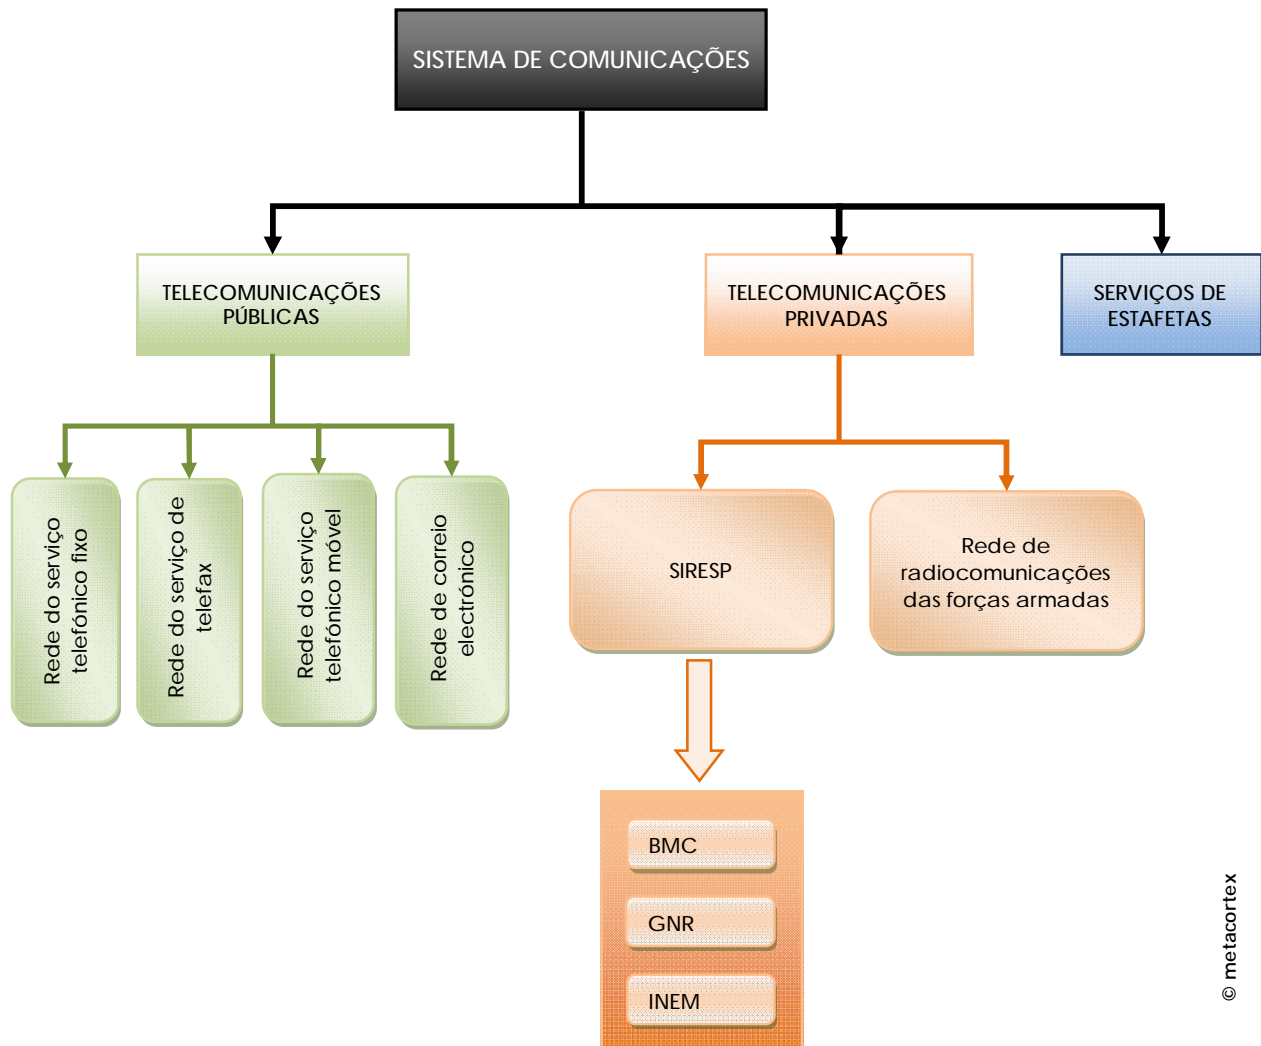 SISTEMA DE COMUNICAÇÕES
TELECOMUNICAÇÕES
PÚBLICAS
TELECOMUNICAÇÕES
PRIVADAS
SERVIÇOS DE
ESTAFETAS
Rede do serviço
telefónico fixo
Rede do serviço de
telefax
Rede do serviço
telefónico móvel
Rede de correio
electrónico
SIRESP
Rede de
radiocomunicações
das forças armadas
BMC
GNR
INEM
© metacortex